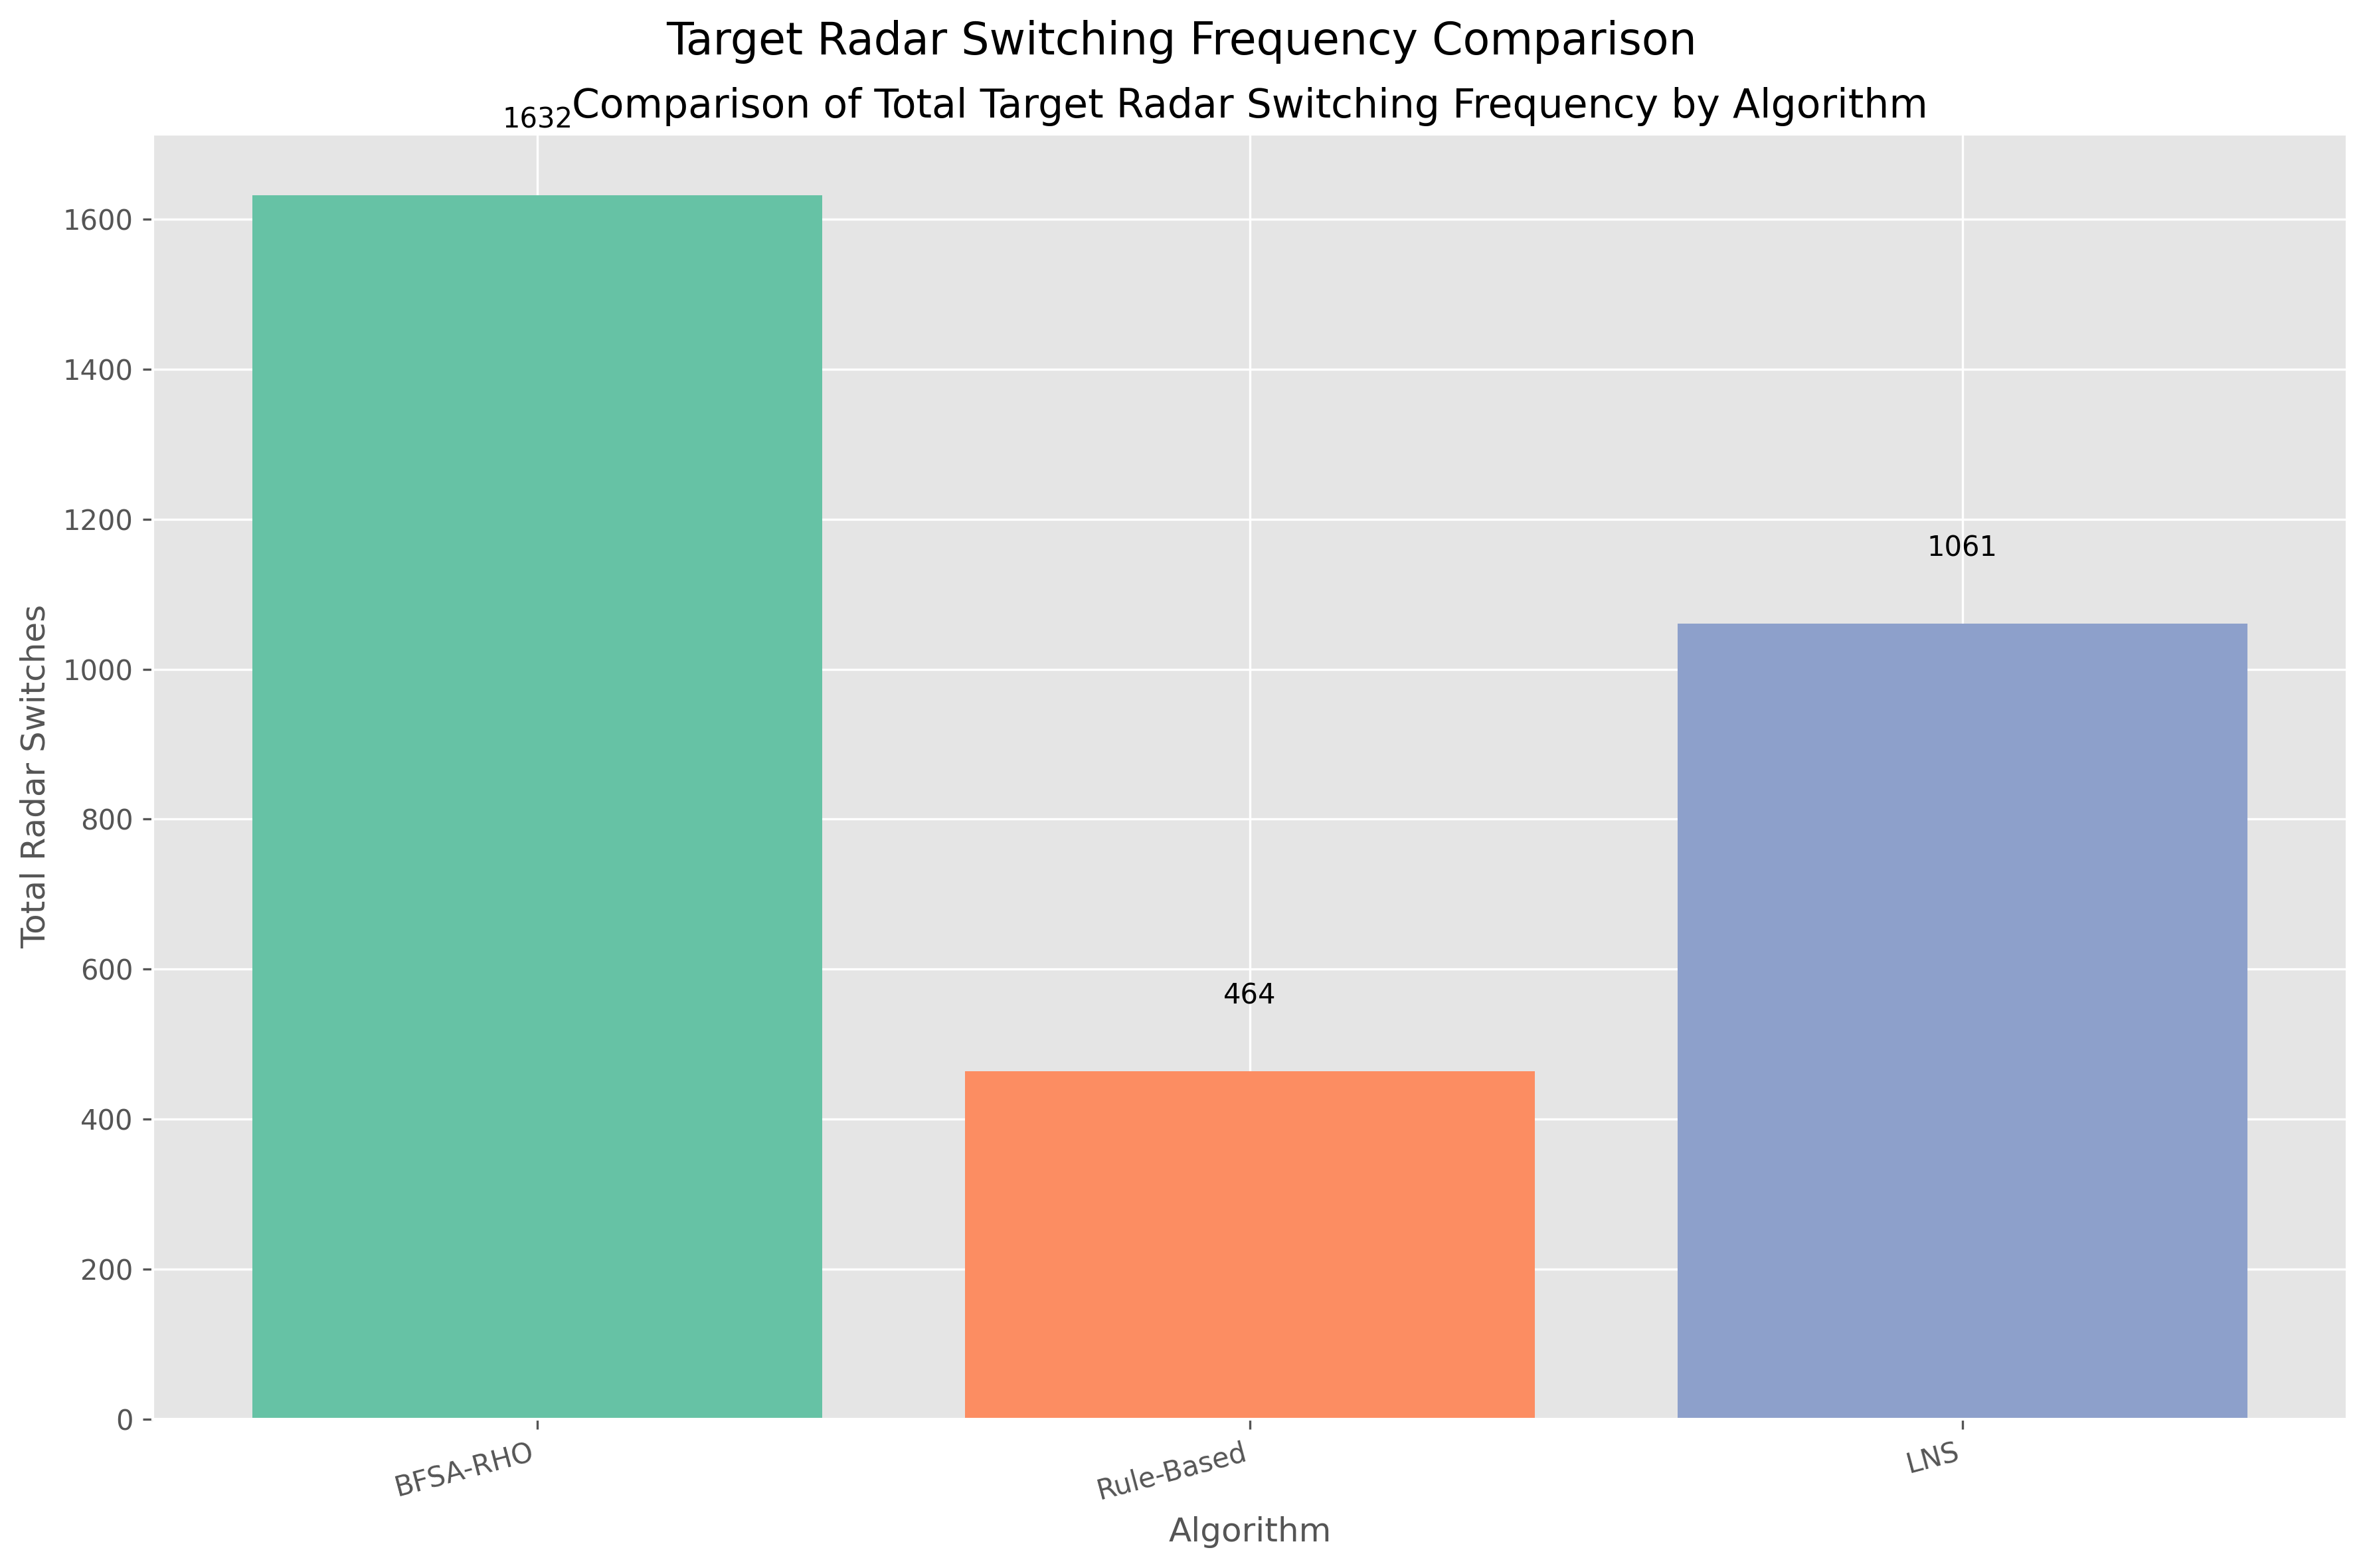 Target Radar Switching Frequency Comparison
Comparison of Total Target Radar Switching Frequency by Algorithm
1632
1600
1400
1200
1000
800
600
400
200
0
Total Radar Switches
464
1061
BFSA-RHO
Rule-Based
LNS
Algorithm